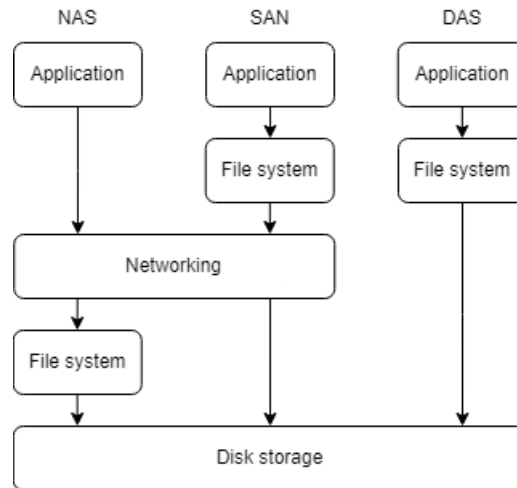 NAS
SAN
DAS
Application
Application
Application
File system
File system
Networking
File system
Disk storage